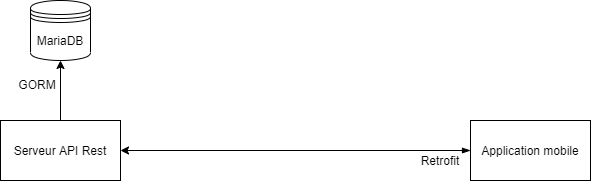 MariaDB
GORM
Serveur API Rest
Retrofit
Application mobile